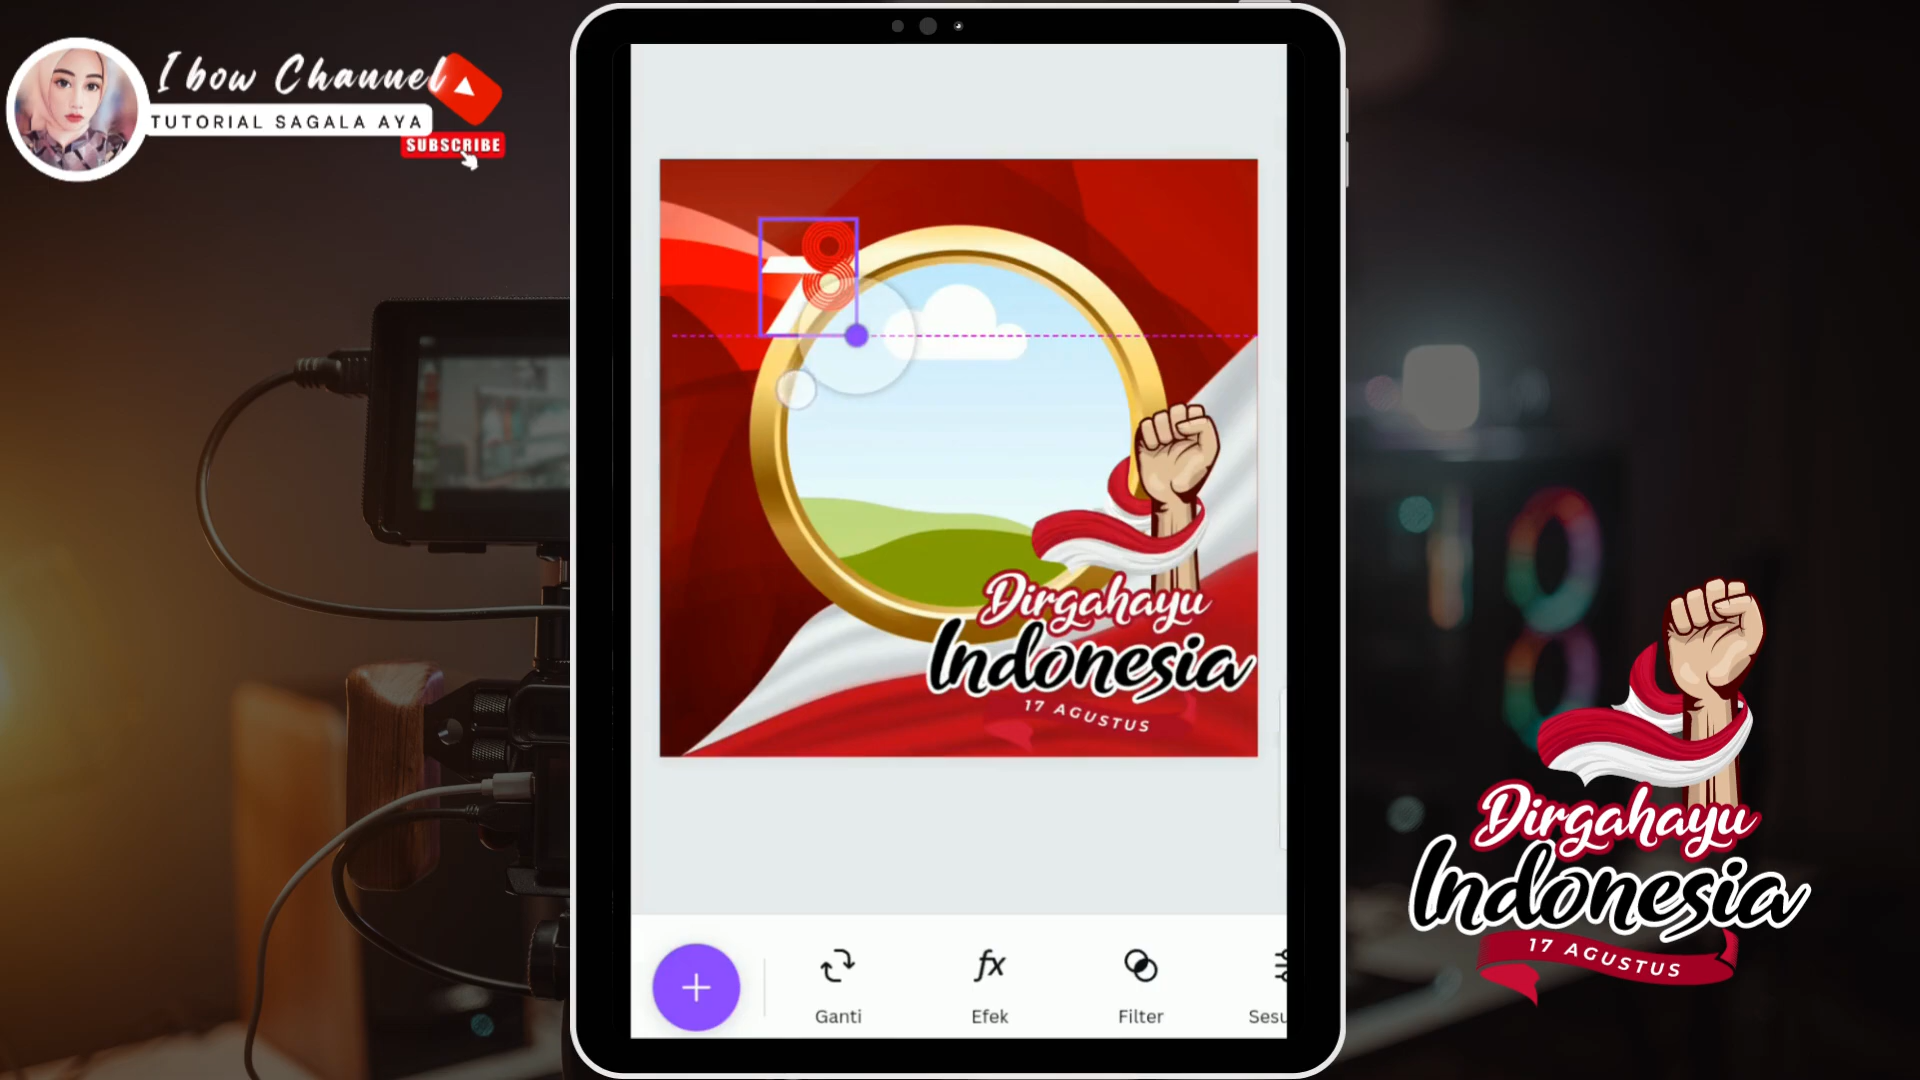 I bow Channel
TUTORIAL SAGALA AYA
SUBSCRIBE
78
Dirgahayu
Indonesia
17 AGUSTUS
Ganti
Efek
Filter
Sesu
18
Dirgahayu
Indonesia
17 AGUSTUS